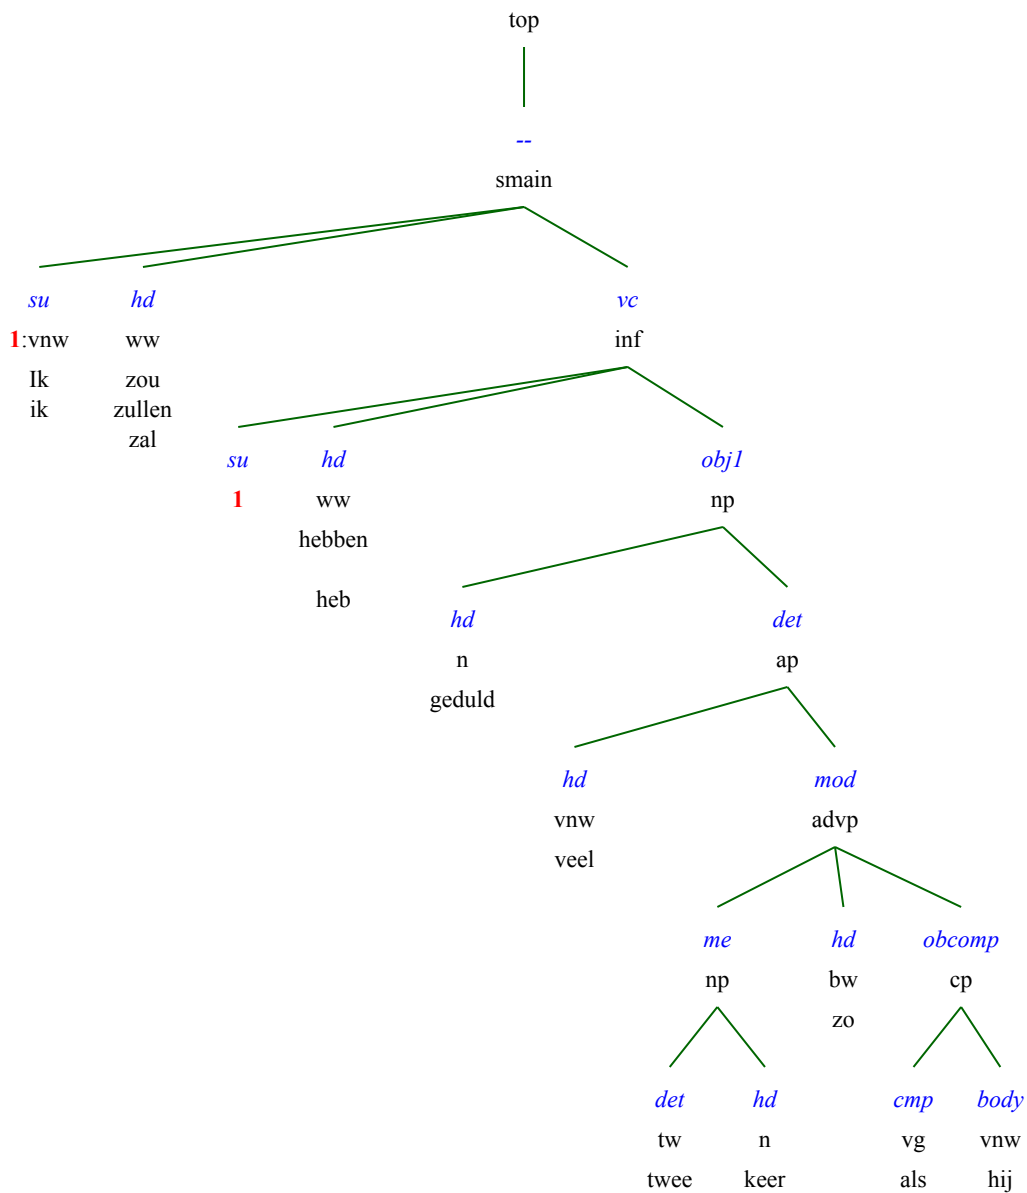 top
--
smain
su hd vc
1:vnw ww inf
Ik zou
ik zullen
zal
su hd obj1
1 ww np
hebben
heb
hd det
n ap
geduld
hd mod
vnw advp
veel
me hd obcomp
np bw cp
zo
det hd cmp body
tw n vg vnw
twee keer als hij